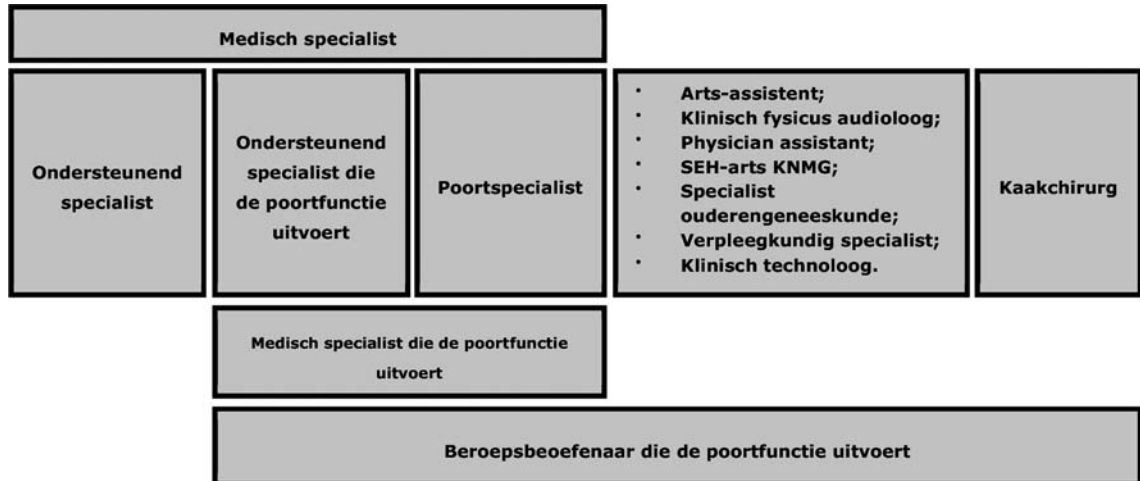 Medisch specialist
Ondersteunend
specialist
Ondersteunend
specialist die
de poortfunctie
uitvoert
Poortspecialist
· Arts-assistent;
· Klinisch fysicus audioloog;
· Physician assistant;
· SEH-arts KNMG;
· Specialist
ouderengeneeskunde;
· Verpleegkundig specialist;
· Klinisch technoloog.
Kaakchirurg
Medisch specialist die de poortfunctie
uitvoert
Beroepsbeoefenaar die de poortfunctie uitvoert